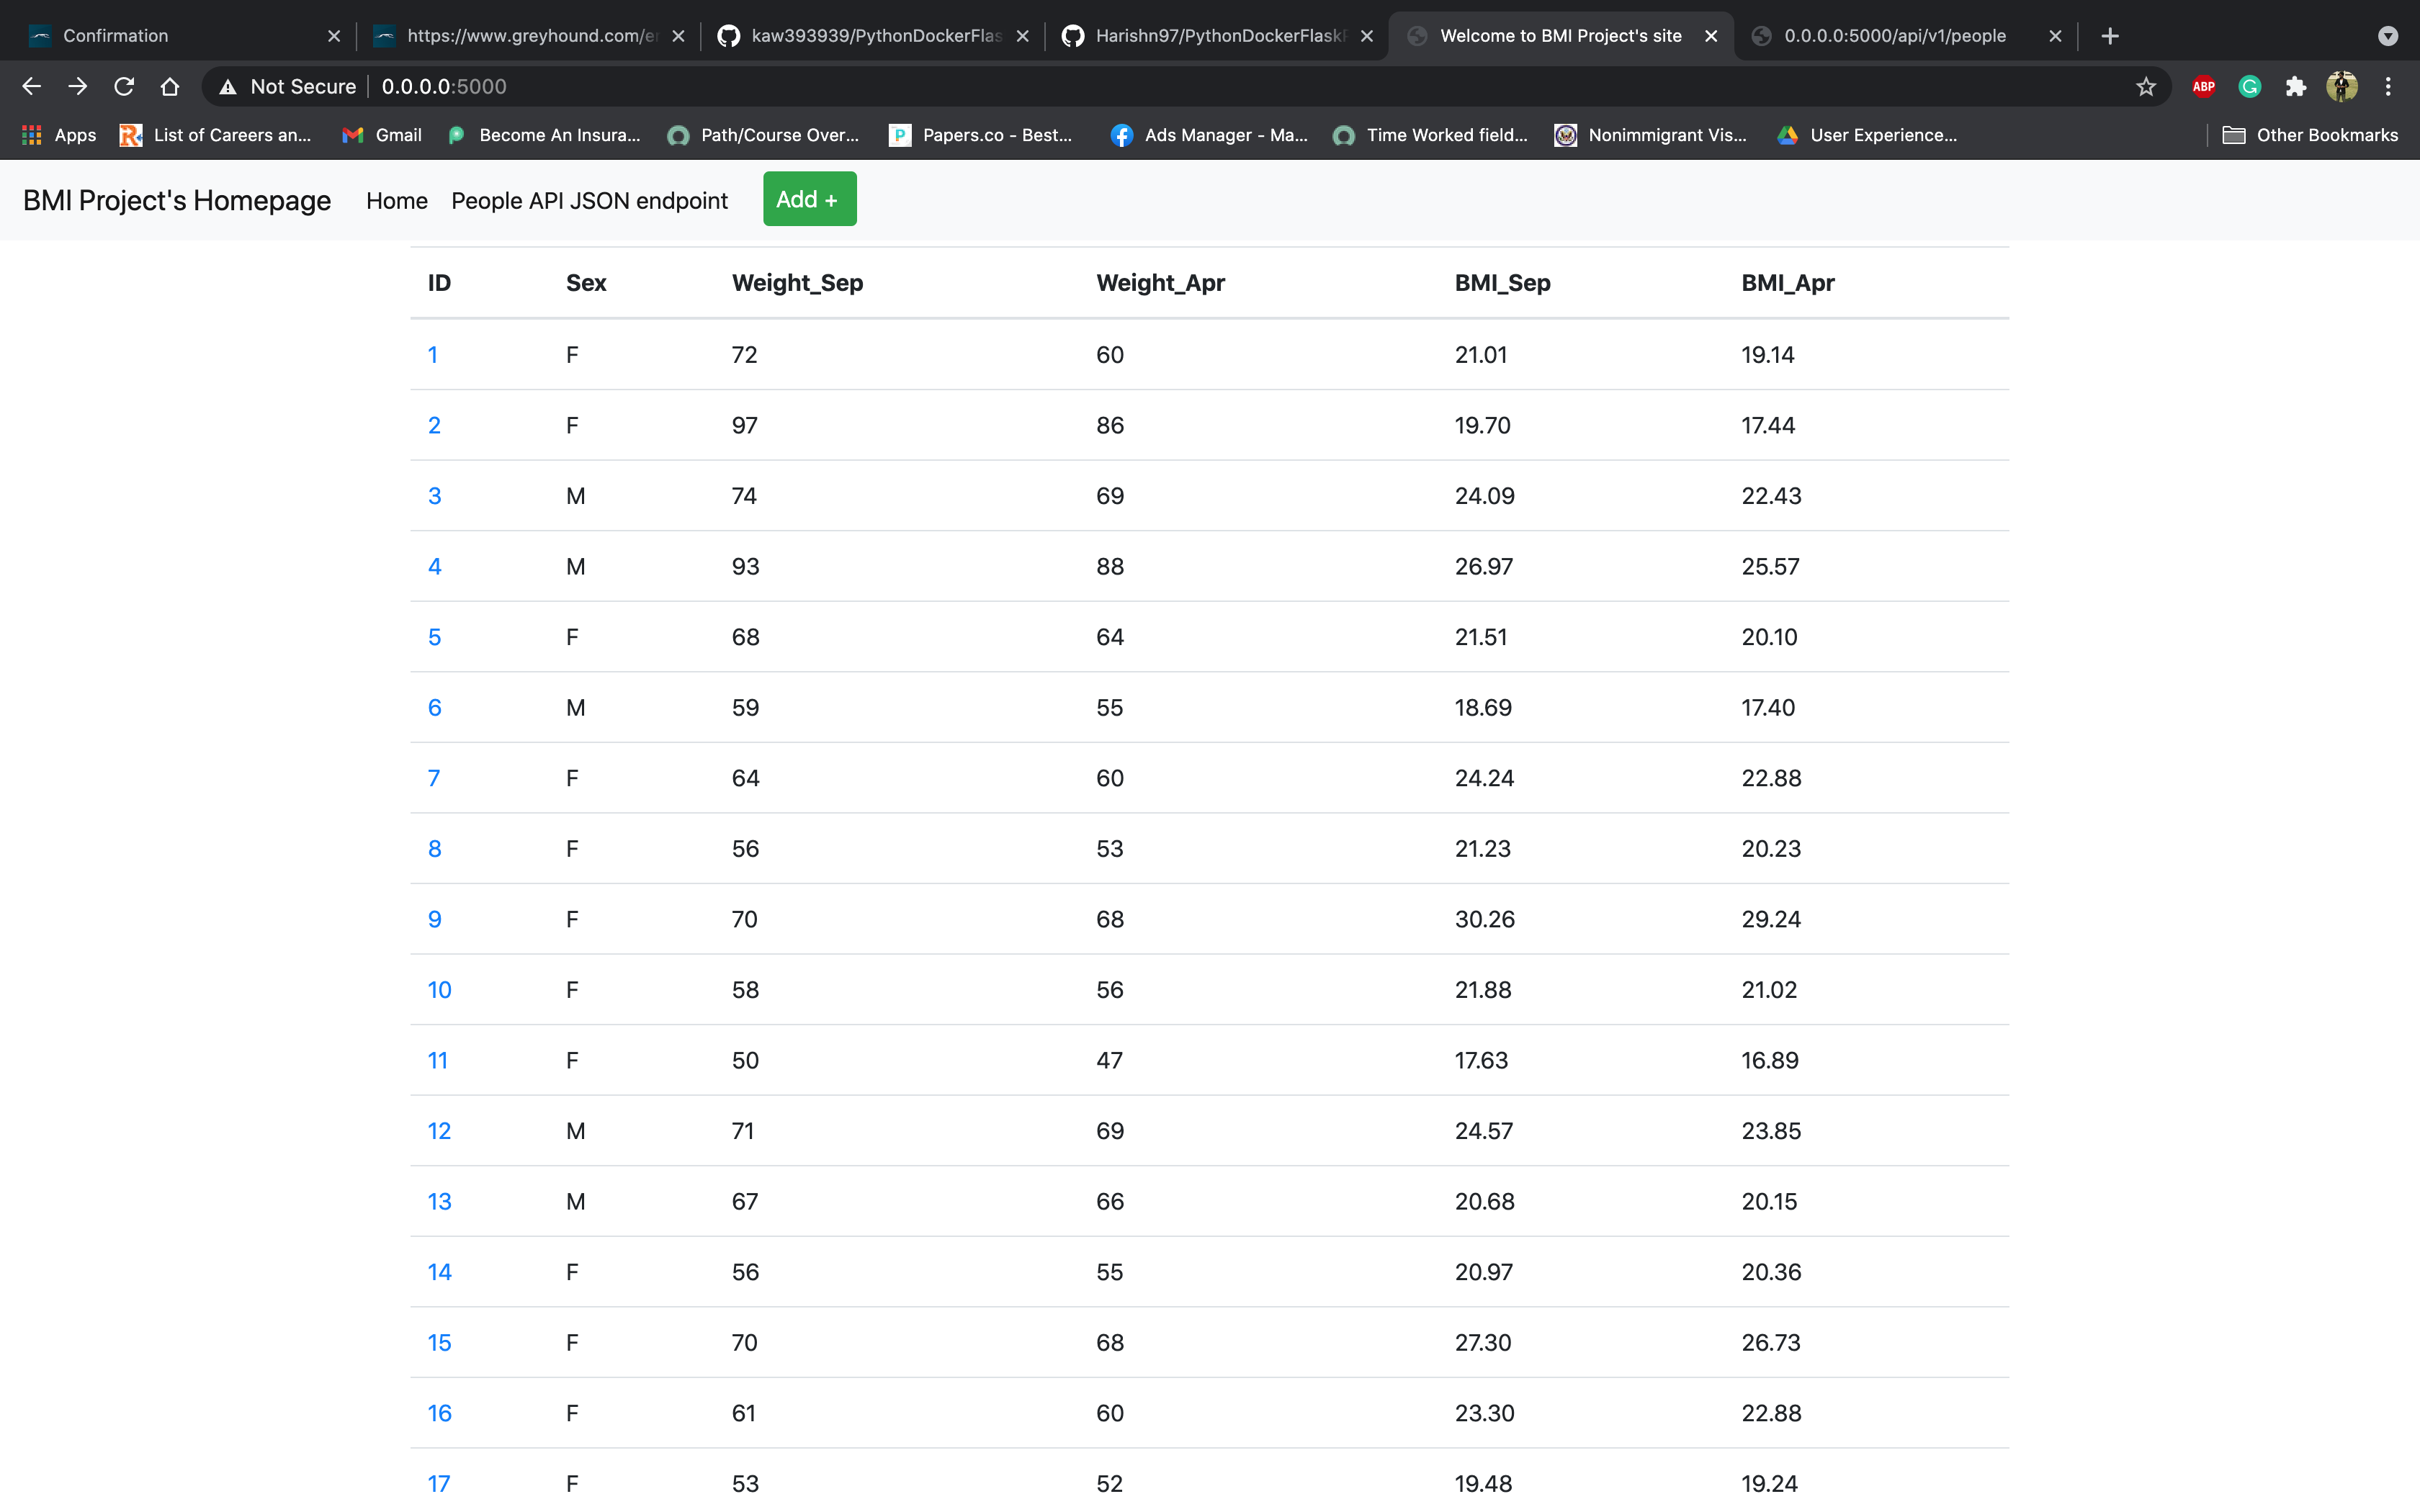 Confirmation https://www.greyhound.com/er kaw393939/PythonDockerFlas Harishn97/PythonDockerFlask Welcome to BMI Project's site 0.0.0.0:5000/api/v1/people
Not Secure 0.0.0.0:5000 ABP
Apps List of Careers an... Gmail Become An Insura... Path/Course Over... Papers.co - Best... Ads Manager - Ma... Time Worked field... Nonimmigrant Vis... User Experience... Other Bookmarks
BMI Project's Homepage Home People API JSON endpoint Add +
ID Sex Weight_Sep Weight_Apr BMI_Sep BMI_Apr
1 F 72 60 21.01 19.14
2 F 97 86 19.70 17.44
3 M 74 69 24.09 22.43
4 M 93 88 26.97 25.57
5 F 68 64 21.51 20.10
6 M 59 55 18.69 17.40
7 F 64 60 24.24 22.88
8 F 56 53 21.23 20.23
9 F 70 68 30.26 29.24
10 F 58 56 21.88 21.02
11 F 50 47 17.63 16.89
12 M 71 69 24.57 23.85
13 M 67 66 20.68 20.15
14 F 56 55 20.97 20.36
15 F 70 68 27.30 26.73
16 F 61 60 23.30 22.88
17 F 53 52 19.48 19.24